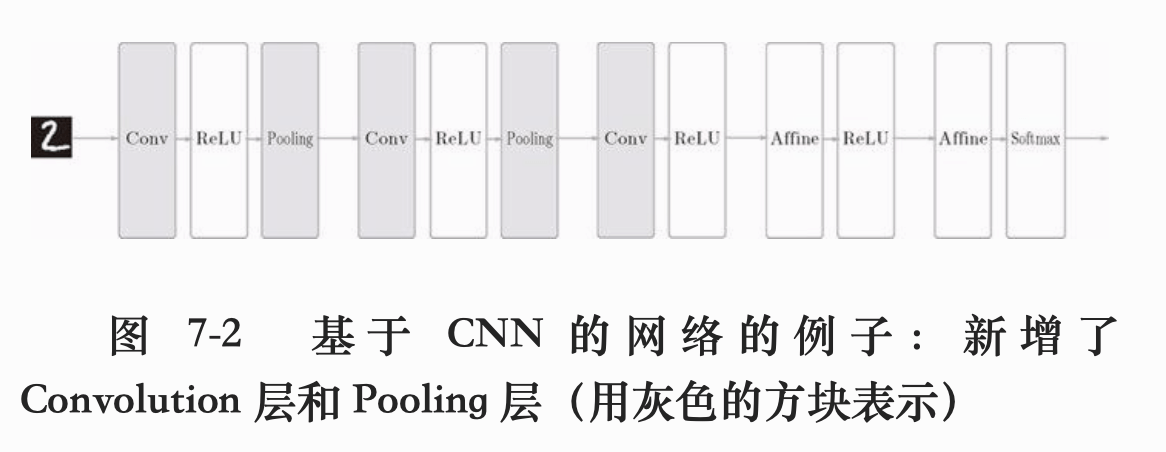 2 Conv ReLU Pooling Conv ReLU Pooling Conv ReLU Affine ReLU Affine Softmax
图 7-2 基于 CNN 的网络的例子：新增了
Convolution 层和 Pooling 层（用灰色的方块表示）